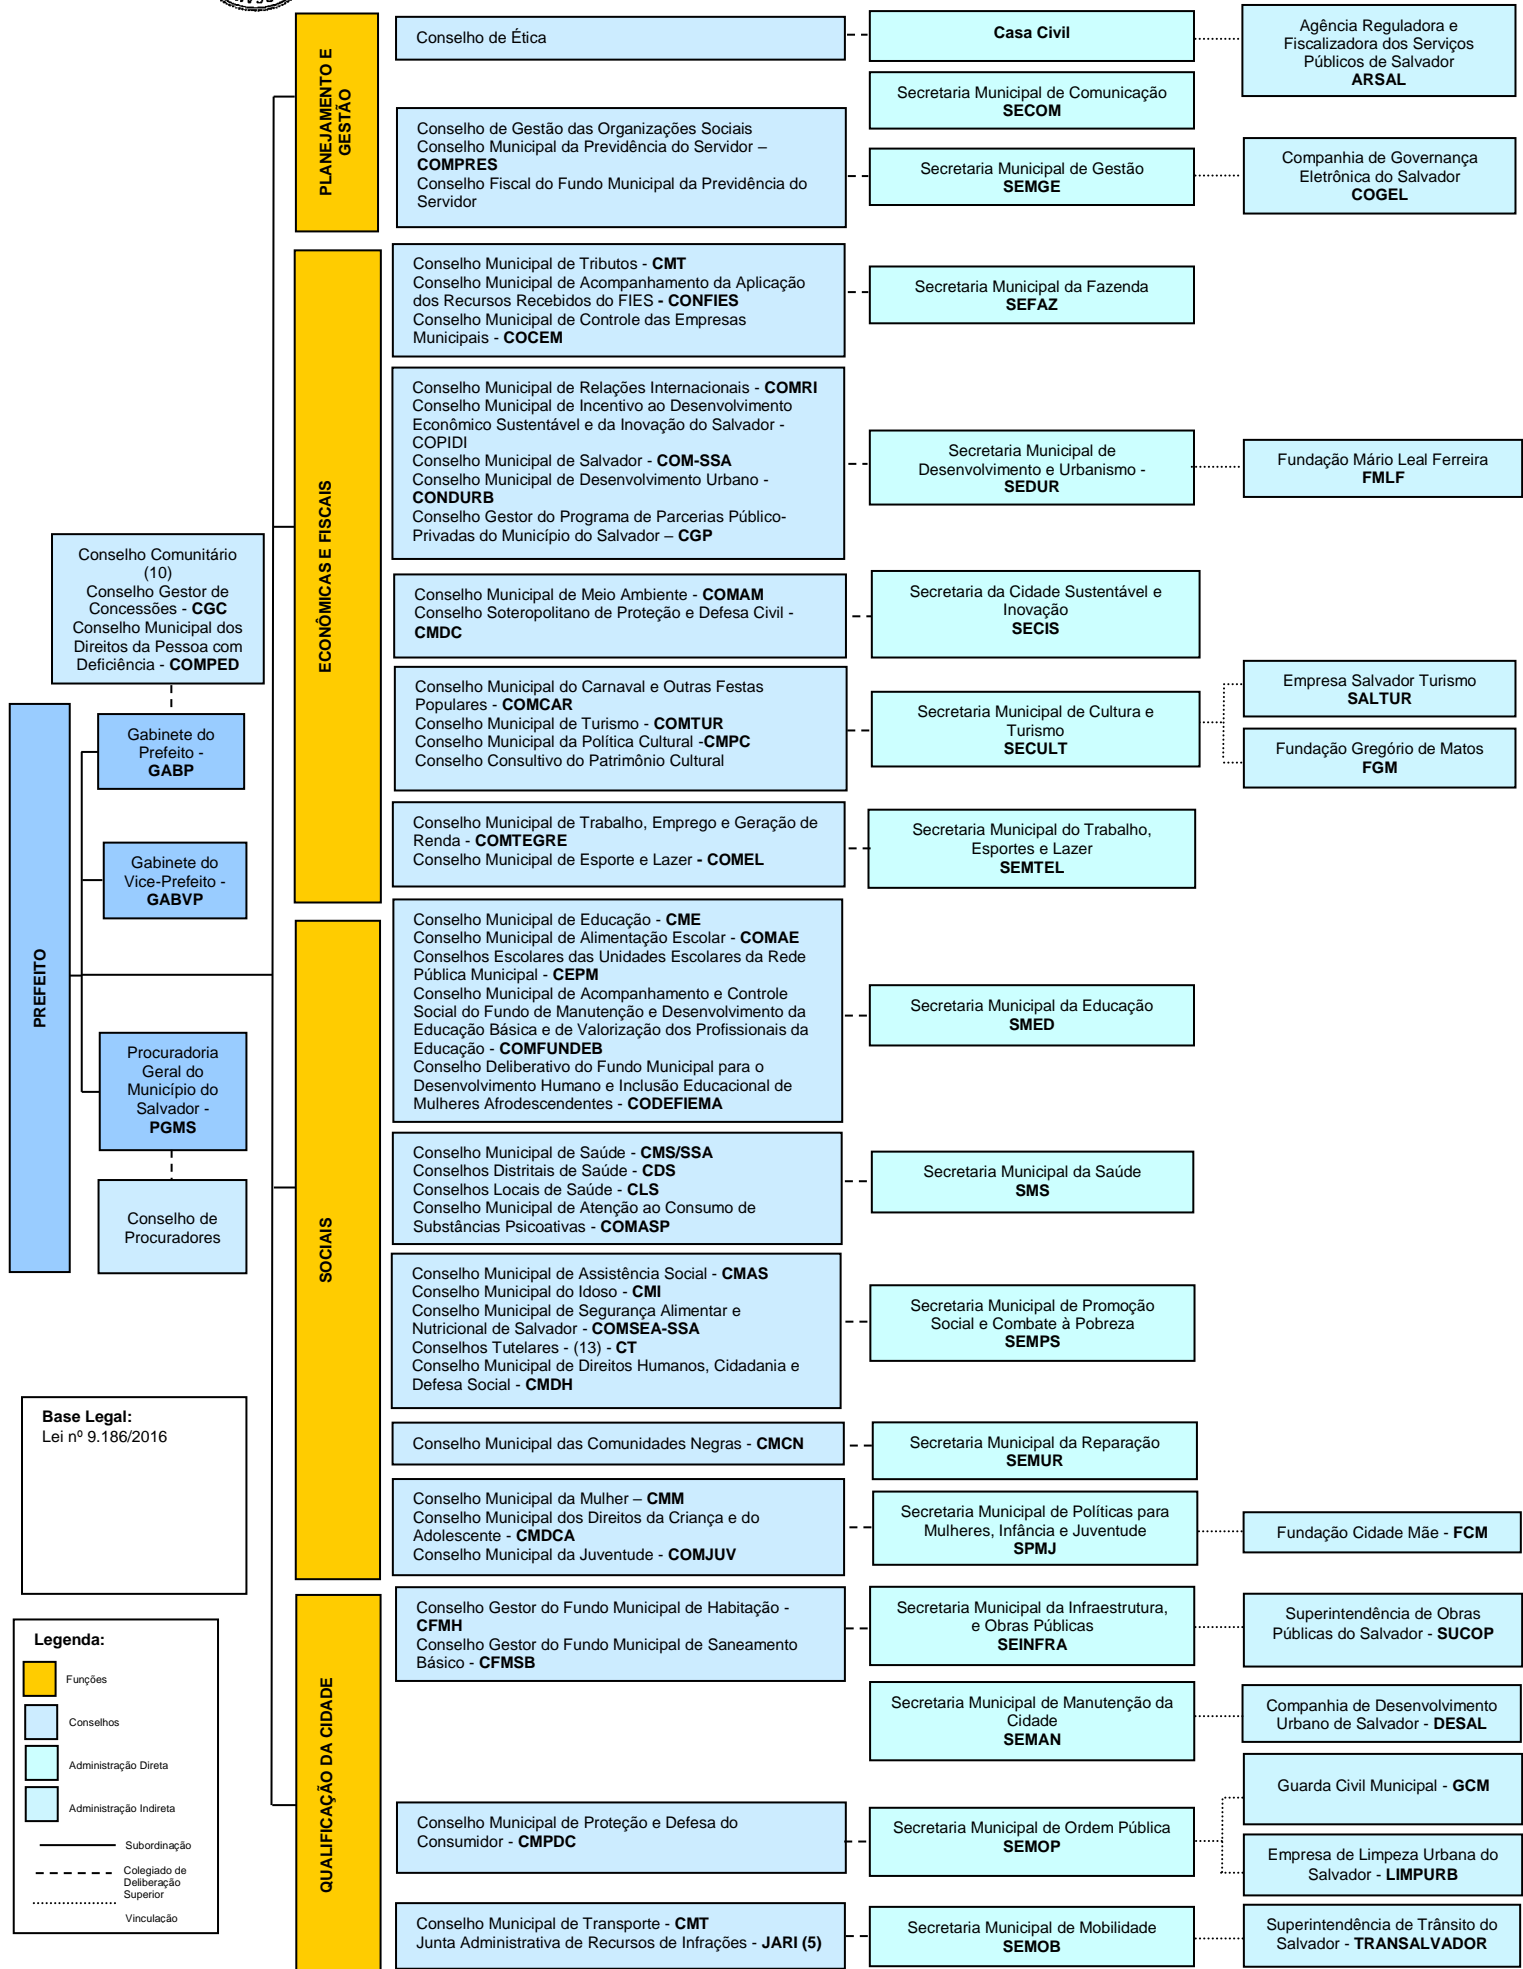 PLANEJAMENTO E
GESTÃO
Conselho de Ética
Casa Civil
Agência Reguladora e
Fiscalizadora dos Serviços
Públicos de Salvador
ARSAL
Secretaria Municipal de Comunicação
SECOM
Conselho de Gestão das Organizações Sociais
Conselho Municipal da Previdência do Servidor –
COMPRES
Conselho Fiscal do Fundo Municipal da Previdência do
Servidor
Secretaria Municipal de Gestão
SEMGE
Companhia de Governança
Eletrônica do Salvador
COGEL
ECONÔMICAS E FISCAIS
Conselho Municipal de Tributos - CMT
Conselho Municipal de Acompanhamento da Aplicação
dos Recursos Recebidos do FIES - CONFIES
Conselho Municipal de Controle das Empresas
Municipais - COCEM
Secretaria Municipal da Fazenda
SEFAZ
Conselho Municipal de Relações Internacionais - COMRI
Conselho Municipal de Incentivo ao Desenvolvimento
Econômico Sustentável e da Inovação do Salvador -
COPIDI
Conselho Municipal de Salvador - COM-SSA
Conselho Municipal de Desenvolvimento Urbano -
CONDURB
Conselho Gestor do Programa de Parcerias Público-
Privadas do Município do Salvador – CGP
Secretaria Municipal de
Desenvolvimento e Urbanismo -
SEDUR
Fundação Mário Leal Ferreira
FMLF
Conselho Comunitário
(10)
Conselho Gestor de
Concessões - CGC
Conselho Municipal dos
Direitos da Pessoa com
Deficiência - COMPED
Conselho Municipal de Meio Ambiente - COMAM
Conselho Soteropolitano de Proteção e Defesa Civil -
CMDC
Secretaria da Cidade Sustentável e
Inovação
SECIS
Conselho Municipal do Carnaval e Outras Festas
Populares - COMCAR
Conselho Municipal de Turismo - COMTUR
Conselho Municipal da Política Cultural -CMPC
Conselho Consultivo do Patrimônio Cultural
Secretaria Municipal de Cultura e
Turismo
SECULT
Empresa Salvador Turismo
SALTUR
Fundação Gregório de Matos
FGM
PREFEITO
Gabinete do
Prefeito -
GABP
Gabinete do
Vice-Prefeito -
GABVP
Conselho Municipal de Trabalho, Emprego e Geração de
Renda - COMTEGRE
Conselho Municipal de Esporte e Lazer - COMEL
Secretaria Municipal do Trabalho,
Esportes e Lazer
SEMTEL
SOCIAIS
Conselho Municipal de Educação - CME
Conselho Municipal de Alimentação Escolar - COMAE
Conselhos Escolares das Unidades Escolares da Rede
Pública Municipal - CEPM
Conselho Municipal de Acompanhamento e Controle
Social do Fundo de Manutenção e Desenvolvimento da
Educação Básica e de Valorização dos Profissionais da
Educação - COMFUNDEB
Conselho Deliberativo do Fundo Municipal para o
Desenvolvimento Humano e Inclusão Educacional de
Mulheres Afrodescendentes - CODEFIEMA
Secretaria Municipal da Educação
SMED
Procuradoria
Geral do
Município do
Salvador -
PGMS
Conselho de
Procuradores
Conselho Municipal de Saúde - CMS/SSA
Conselhos Distritais de Saúde - CDS
Conselhos Locais de Saúde - CLS
Conselho Municipal de Atenção ao Consumo de
Substâncias Psicoativas - COMASP
Secretaria Municipal da Saúde
SMS
Conselho Municipal de Assistência Social - CMAS
Conselho Municipal do Idoso - CMI
Conselho Municipal de Segurança Alimentar e
Nutricional de Salvador - COMSEA-SSA
Conselhos Tutelares - (13) - CT
Conselho Municipal de Direitos Humanos, Cidadania e
Defesa Social - CMDH
Secretaria Municipal de Promoção
Social e Combate à Pobreza
SEMPS
Base Legal:
Lei nº 9.186/2016
Conselho Municipal das Comunidades Negras - CMCN
Secretaria Municipal da Reparação
SEMUR
Conselho Municipal da Mulher – CMM
Conselho Municipal dos Direitos da Criança e do
Adolescente - CMDCA
Conselho Municipal da Juventude - COMJUV
Secretaria Municipal de Políticas para
Mulheres, Infância e Juventude
SPMJ
Fundação Cidade Mãe - FCM
QUALIFICAÇÃO DA CIDADE
Conselho Gestor do Fundo Municipal de Habitação -
CFMH
Conselho Gestor do Fundo Municipal de Saneamento
Básico - CFMSB
Secretaria Municipal da Infraestrutura,
e Obras Públicas
SEINFRA
Superintendência de Obras
Públicas do Salvador - SUCOP
Secretaria Municipal de Manutenção da
Cidade
SEMAN
Companhia de Desenvolvimento
Urbano de Salvador - DESAL
Conselho Municipal de Proteção e Defesa do
Consumidor - CMPDC
Secretaria Municipal de Ordem Pública
SEMOP
Guarda Civil Municipal - GCM
Empresa de Limpeza Urbana do
Salvador - LIMPURB
Conselho Municipal de Transporte - CMT
Junta Administrativa de Recursos de Infrações - JARI (5)
Secretaria Municipal de Mobilidade
SEMOB
Superintendência de Trânsito do
Salvador - TRANSALVADOR
Legenda:
Funções
Conselhos
Administração Direta
Administração Indireta
Subordinação
Colegiado de
Deliberação
Superior
Vinculação